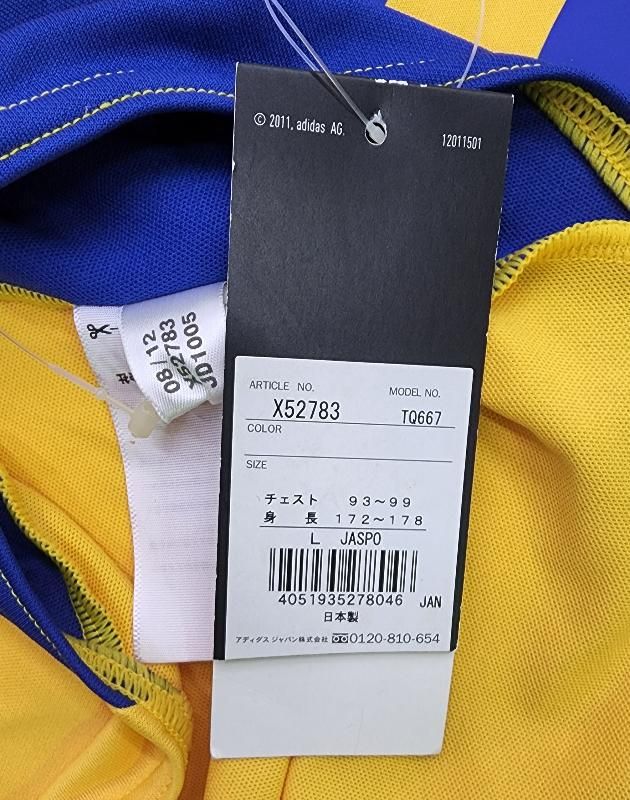 © 2011, adidas AG.
12011501
08/12
X52783
JD1005
ARTICLE NO.
MODEL NO.
X52783
TQ667
COLOR
SIZE
チェスト 93～99
身 長 172～178
L JASPO
4051935278046 JAN
日本製
アディダス ジャパン株式会社 0120-810-654